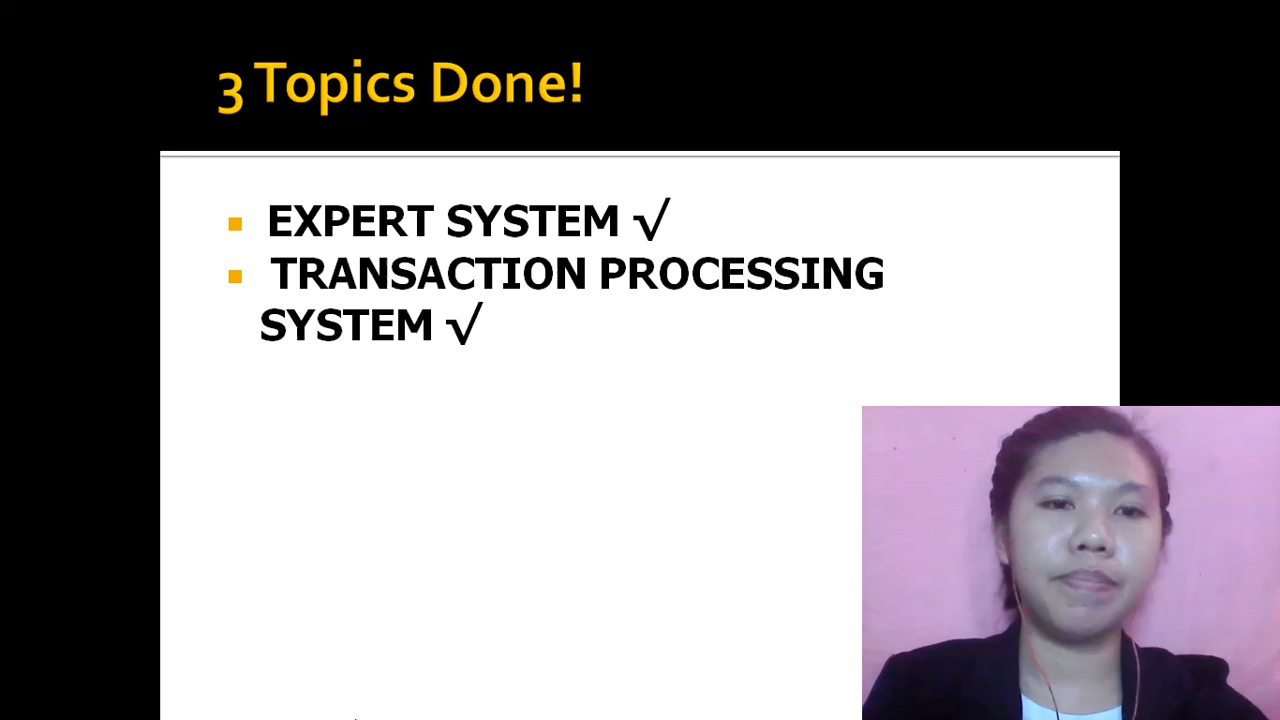 3 Topics Done!
EXPERT SYSTEM √
TRANSACTION PROCESSING
SYSTEM √